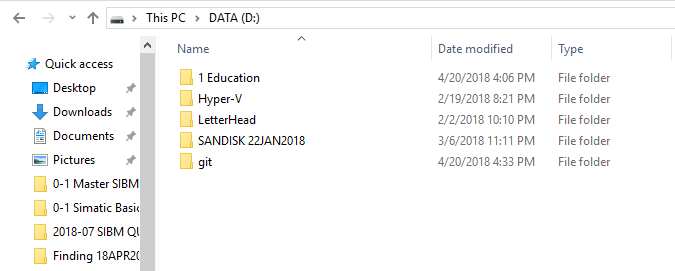 This PC > DATA (D:)
Name Date modified Type
Quick access
Desktop
Downloads
Documents
Pictures
0-1 Master SIBM
0-1 Simatic Basic
2018-07 SIBM QU
Finding 18APR20
1 Education 4/20/2018 4:06 PM File folder
Hyper-V 2/19/2018 8:21 PM File folder
LetterHead 2/2/2018 10:10 PM File folder
SANDISK 22JAN2018 3/6/2018 11:11 PM File folder
git 4/20/2018 4:33 PM File folder